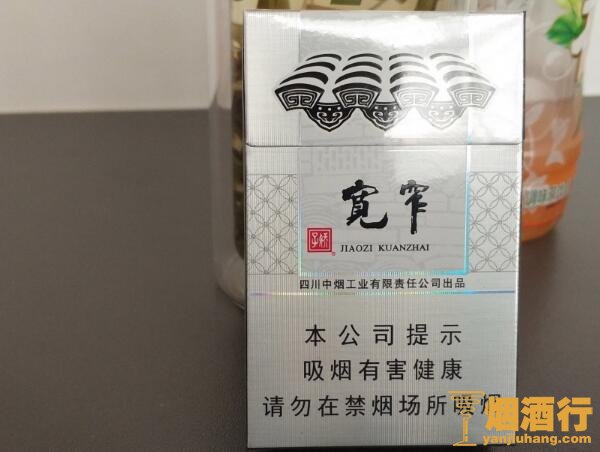 宽窄
娇子
JIAOZI KUANZHAI
四川中烟工业有限责任公司出品
本公司提示
吸烟有害健康
请勿在禁烟场所吸烟
烟酒行
yanjiuhang.com